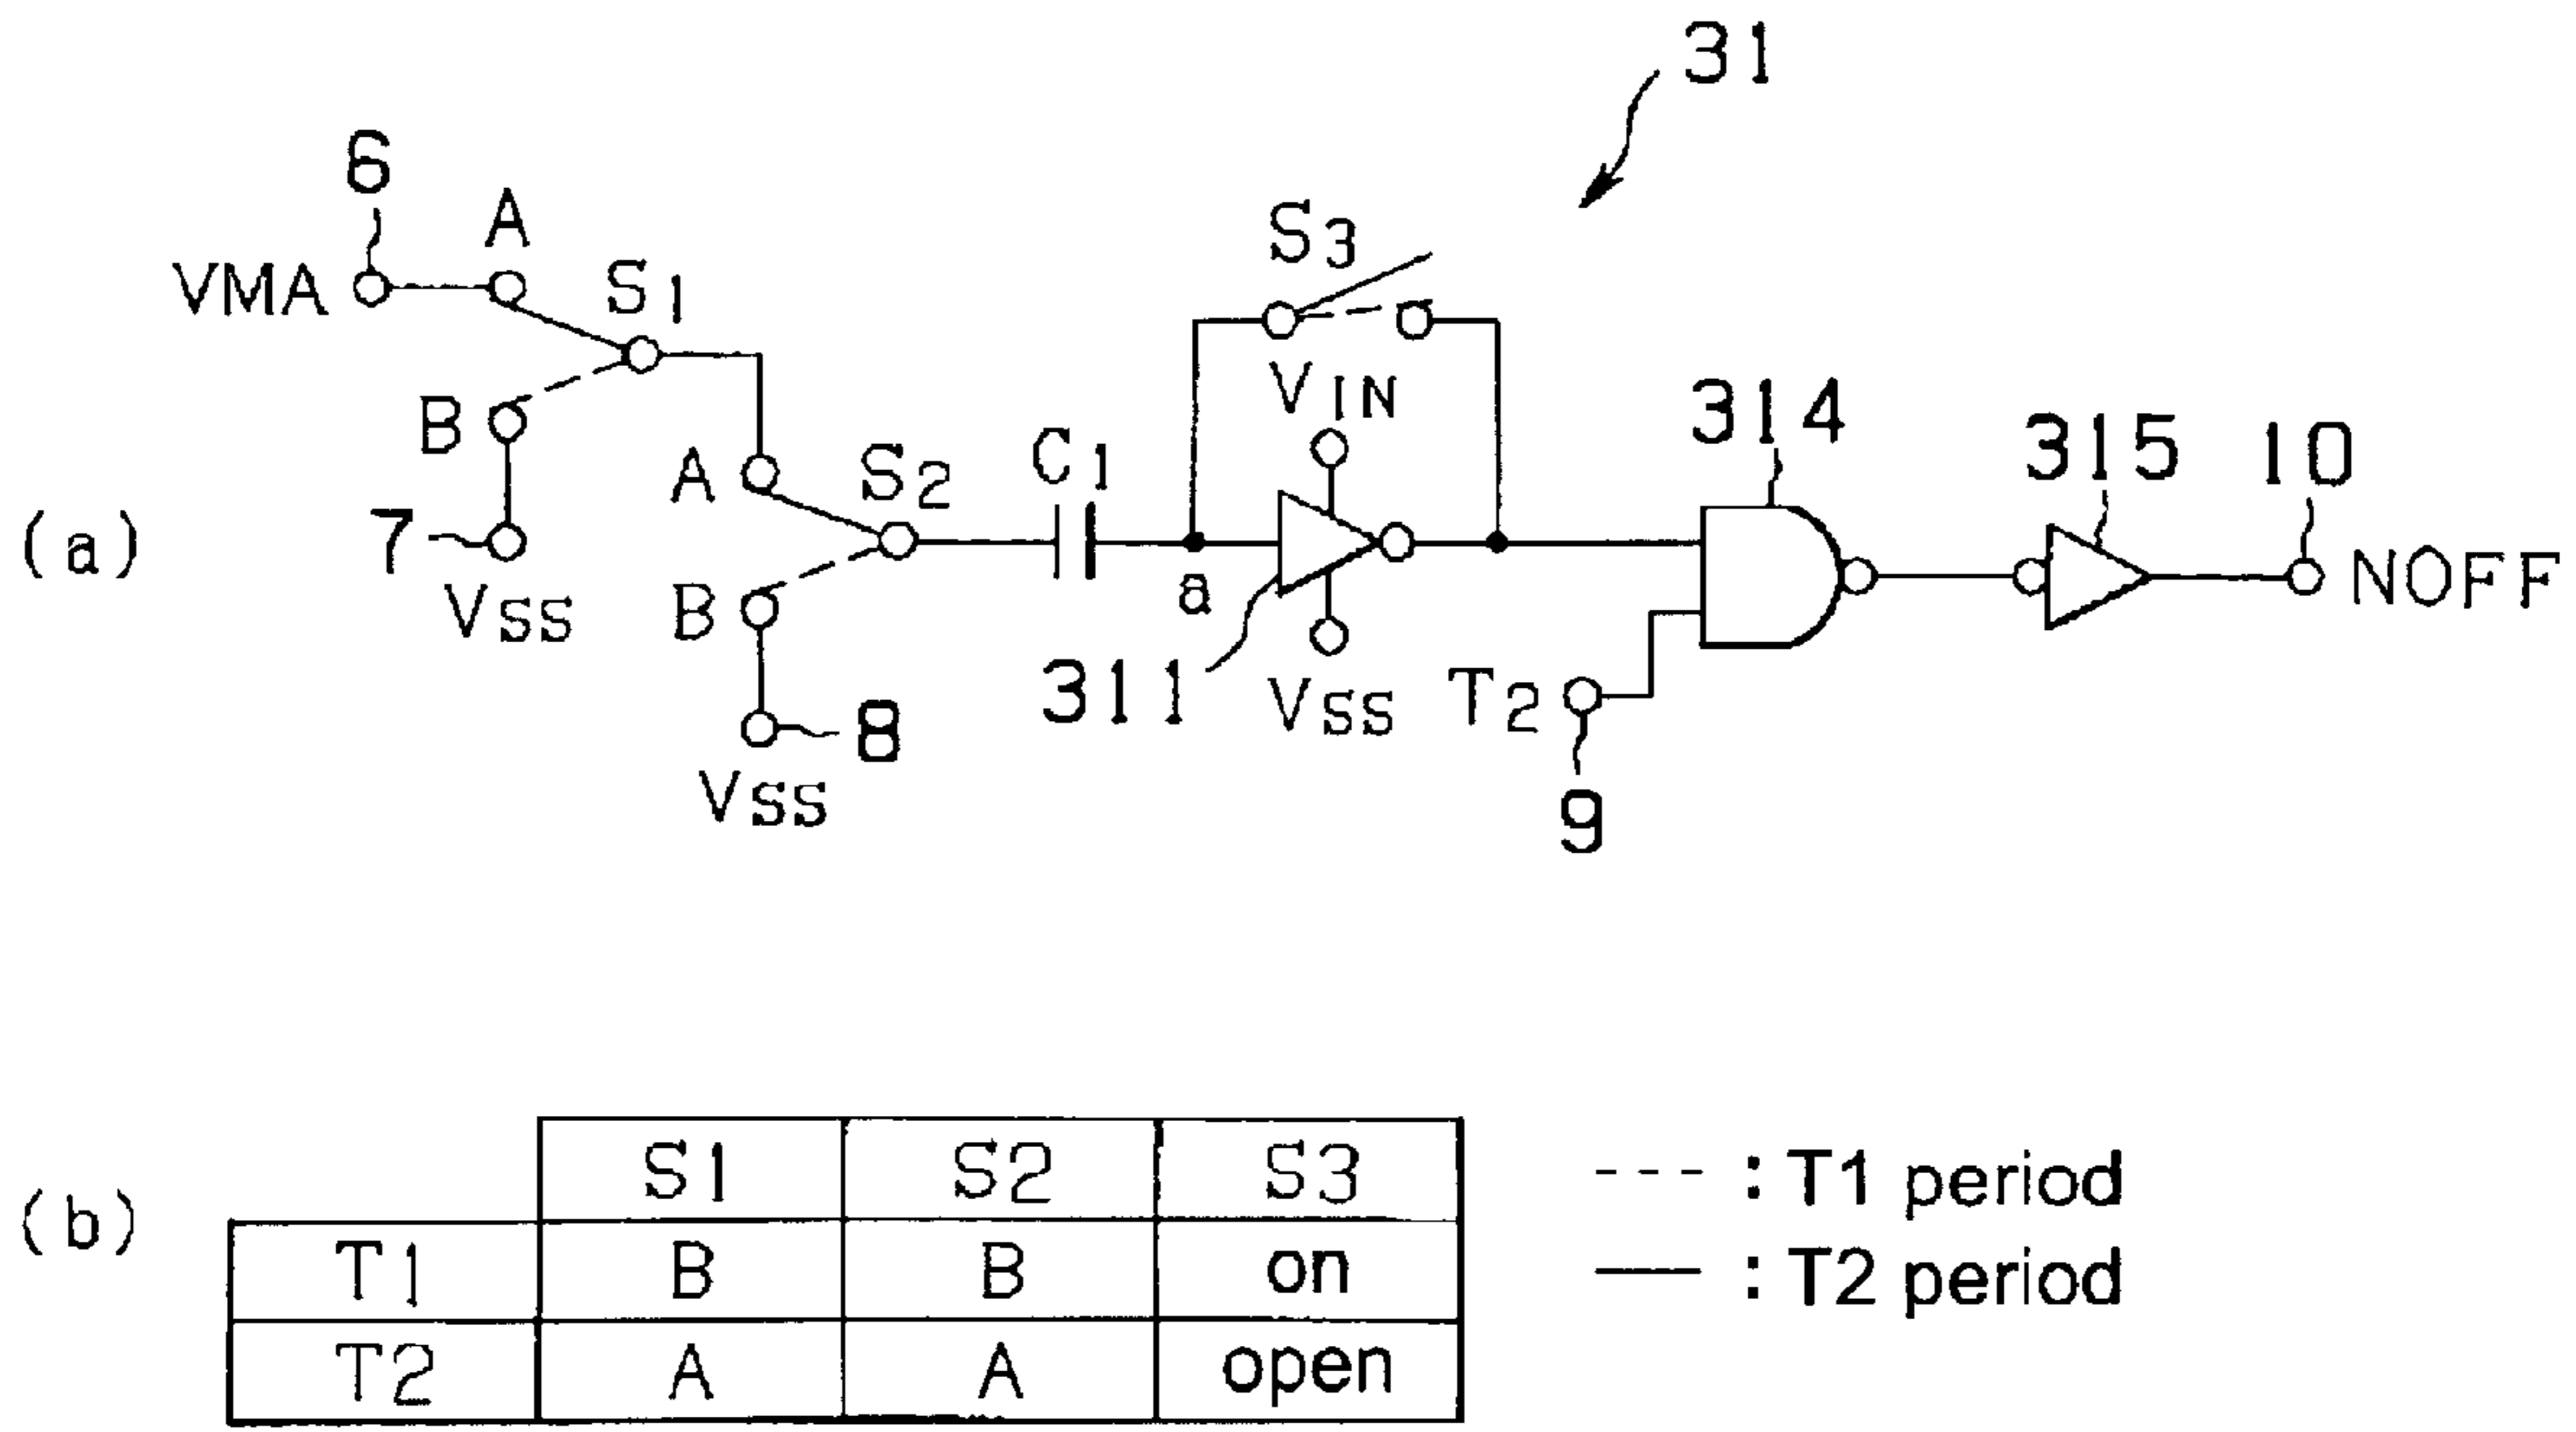 31
6
A
VMA
S1
S3
B
VIN
A
S2
C1
314
315
10
7
(a)
VSS
B
a
NOFF
311
VSS
T2
8
VSS
9
(b)
S1 S2 S3
T1 B B on
T2 A A open
--- : T1 period
— : T2 period